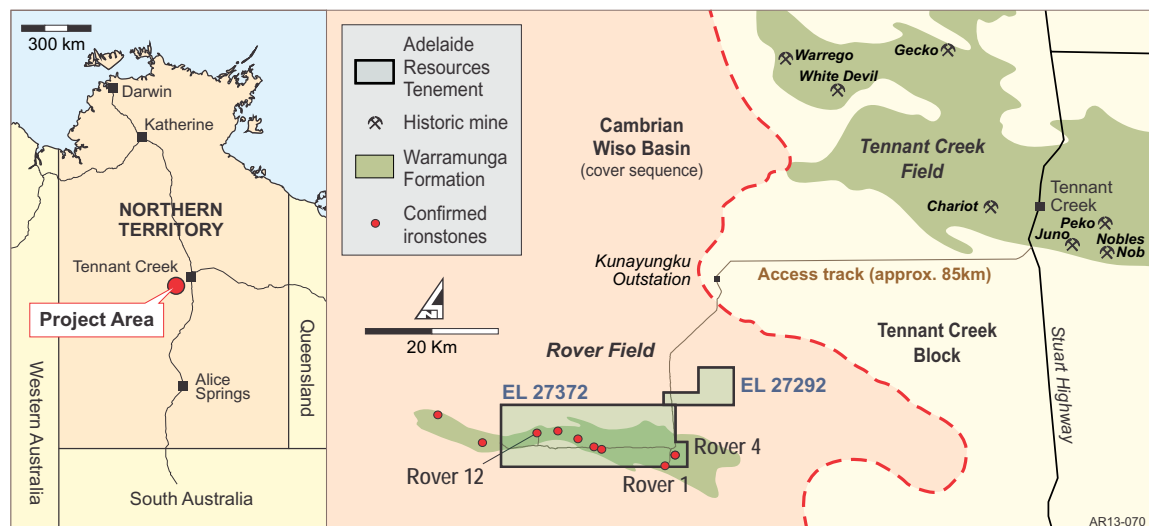 300 km
Darwin
Katherine
NORTHERN
TERRITORY
Tennant Creek
Project Area
Alice
Springs
Western Australia
Queensland
South Australia
Adelaide
Resources
Tenement
Historic mine
Warramunga
Formation
Confirmed
ironstones
20 Km
Cambrian
Wiso Basin
(cover sequence)
Warrego
Gecko
White Devil
Tennant Creek
Field
Chariot
Tennant
Creek
Peko
Juno
Nobles
Nob
Kunayungku
Outstation
Access track (approx. 85km)
Tennant Creek
Block
Stuart Highway
Rover Field
EL 27372
EL 27292
Rover 12
Rover 4
Rover 1
AR13-070